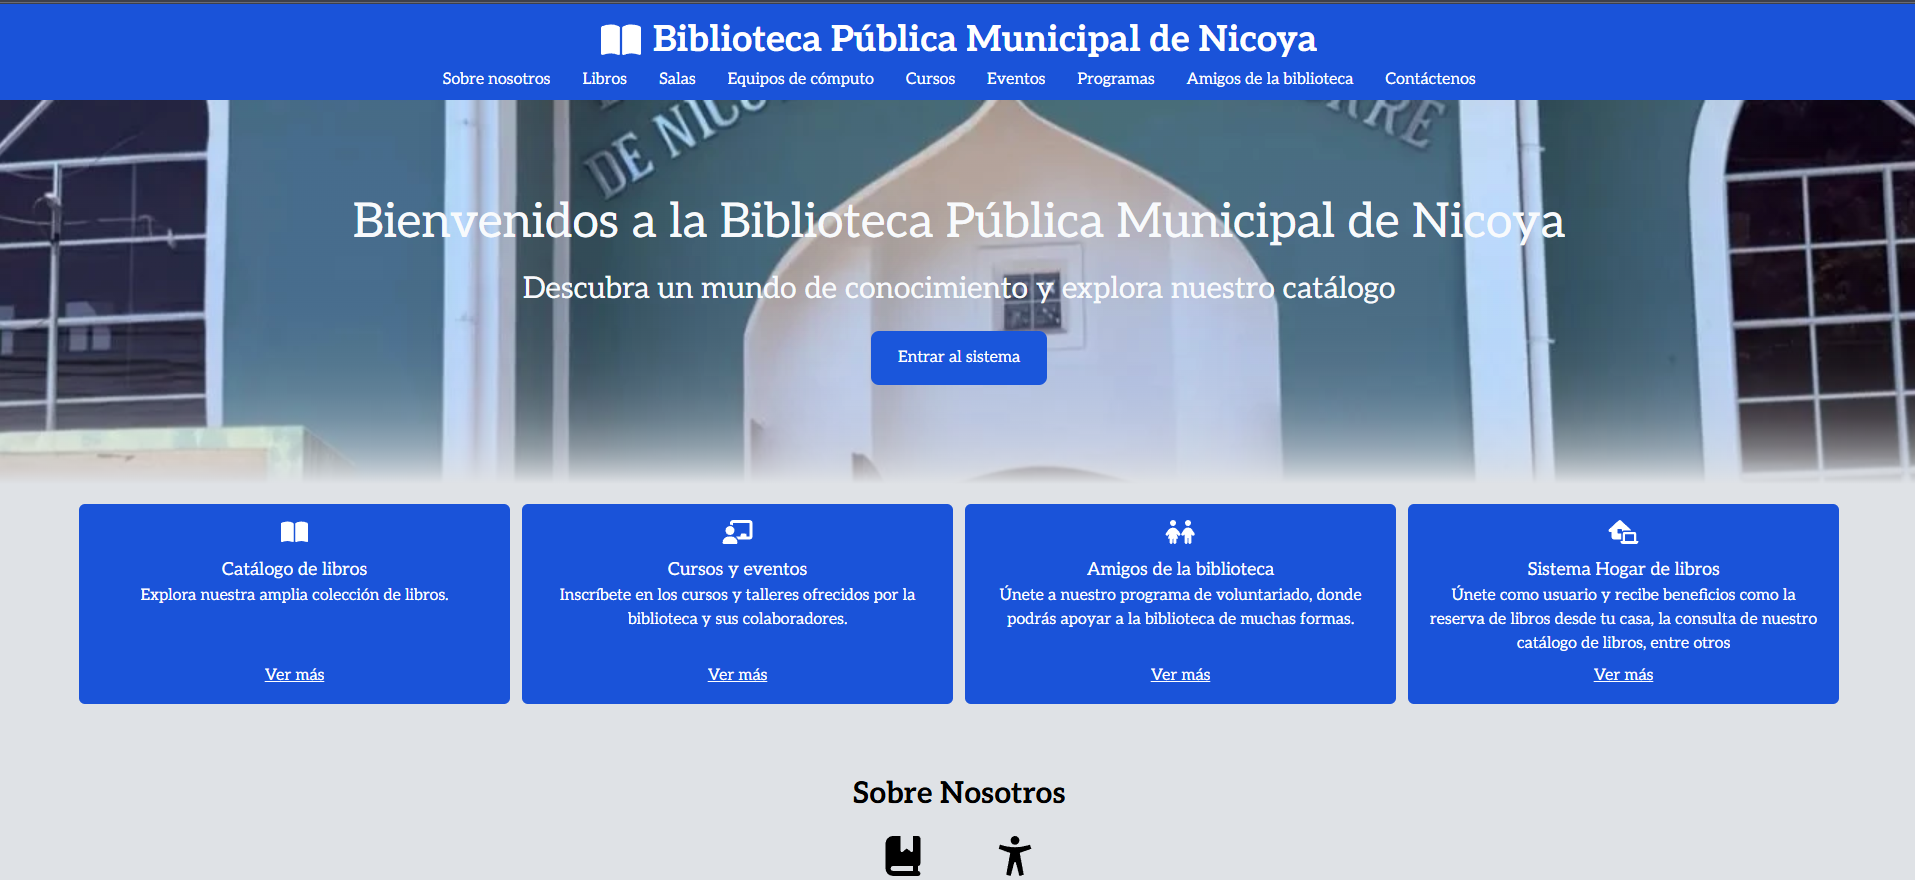 Biblioteca Pública Municipal de Nicoya
Sobre nosotros Libros Salas Equipos de cómputo Cursos Eventos Programas Amigos de la biblioteca Contáctenos
DE NICOY
Bienvenidos a la Biblioteca Pública Municipal de Nicoya
Descubra un mundo de conocimiento y explora nuestro catálogo
Entrar al sistema
Catálogo de libros
Explora nuestra amplia colección de libros.
Ver más
Cursos y eventos
Inscríbete en los cursos y talleres ofrecidos por la
biblioteca y sus colaboradores.
Ver más
Amigos de la biblioteca
Únete a nuestro programa de voluntariado, donde
podrás apoyar a la biblioteca de muchas formas.
Ver más
Sistema Hogar de libros
Únete como usuario y recibe beneficios como la
reserva de libros desde tu casa, la consulta de nuestro
catálogo de libros, entre otros
Ver más
Sobre Nosotros